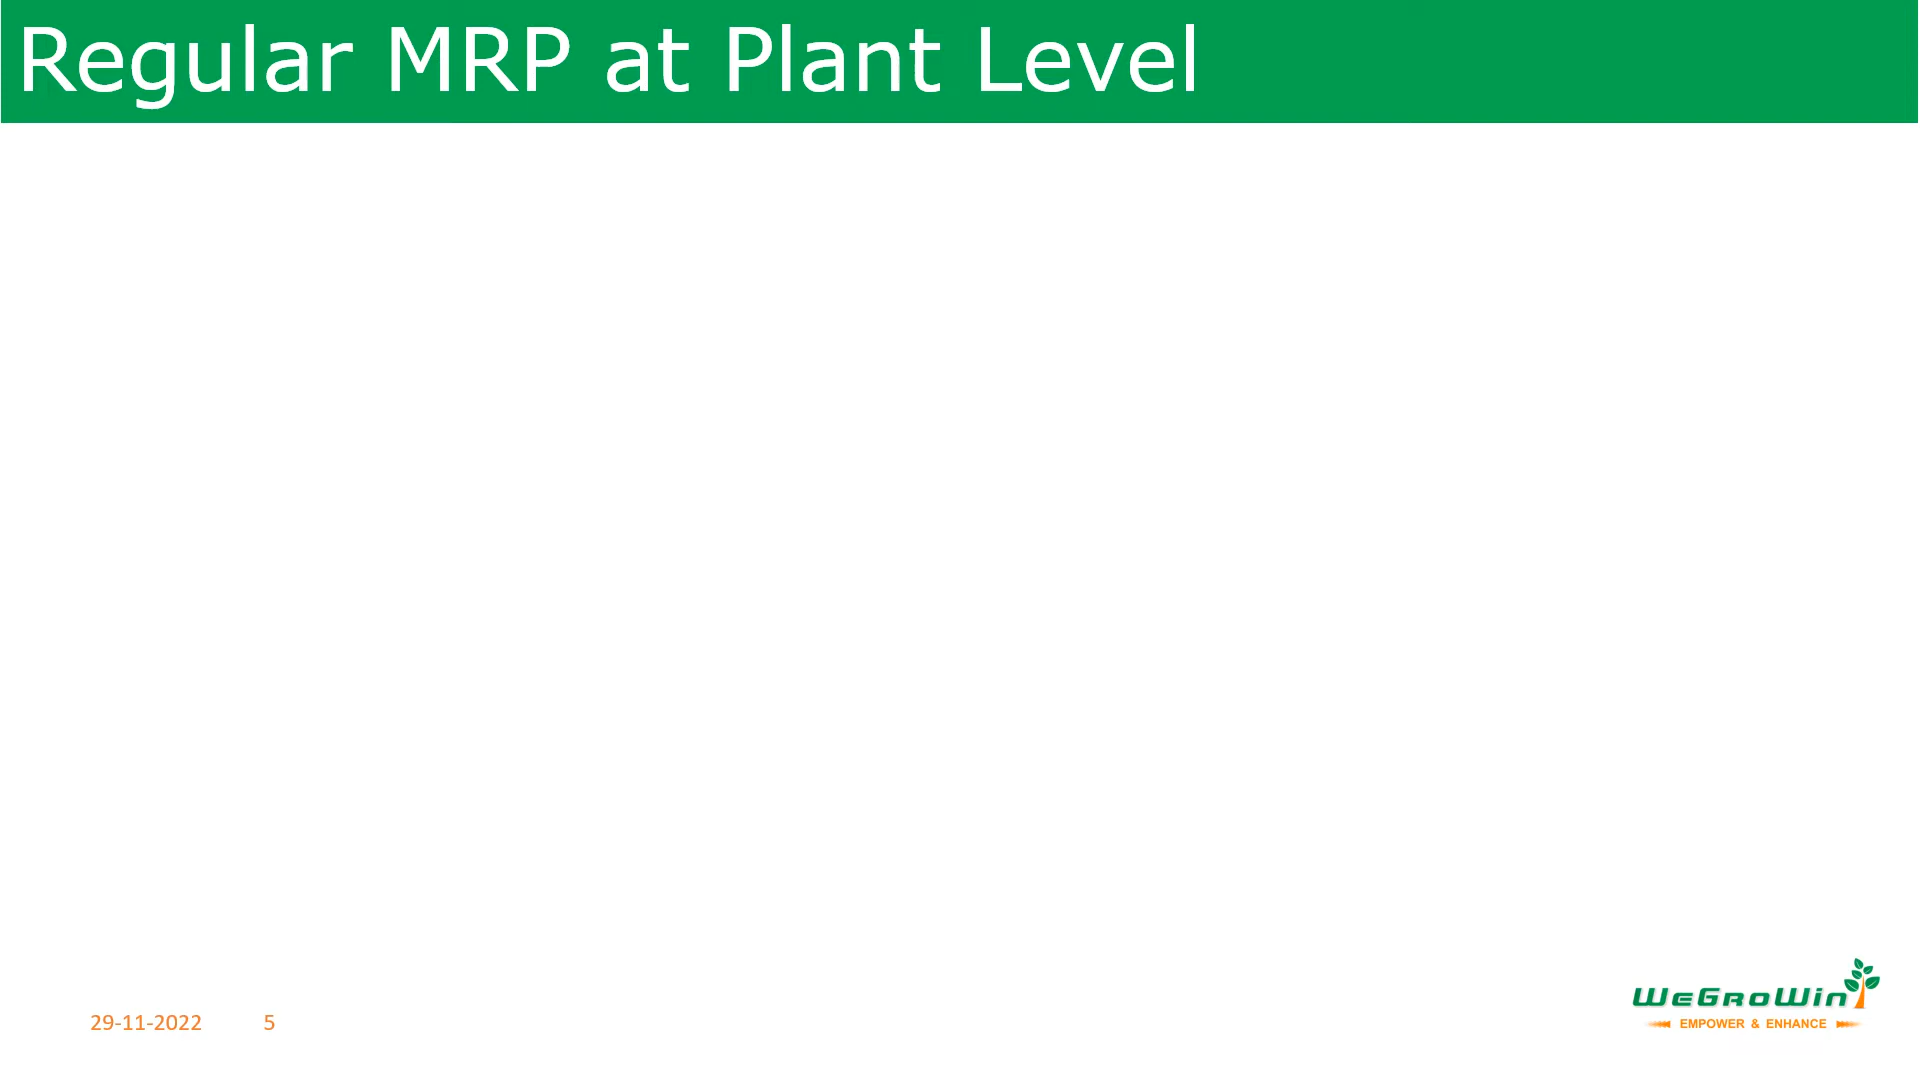 Regular MRP at Plant Level
29-11-2022 5
WeGroWin
EMPOWER & ENHANCE